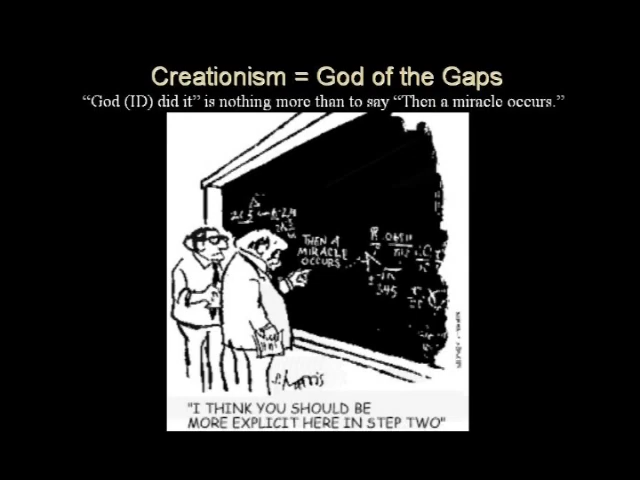 Creationism = God of the Gaps
“God (ID) did it” is nothing more than to say “Then a miracle occurs.”
THEN A
MIRACLE
OCCURS
S. Harris
"I THINK YOU SHOULD BE
MORE EXPLICIT HERE IN STEP TWO"